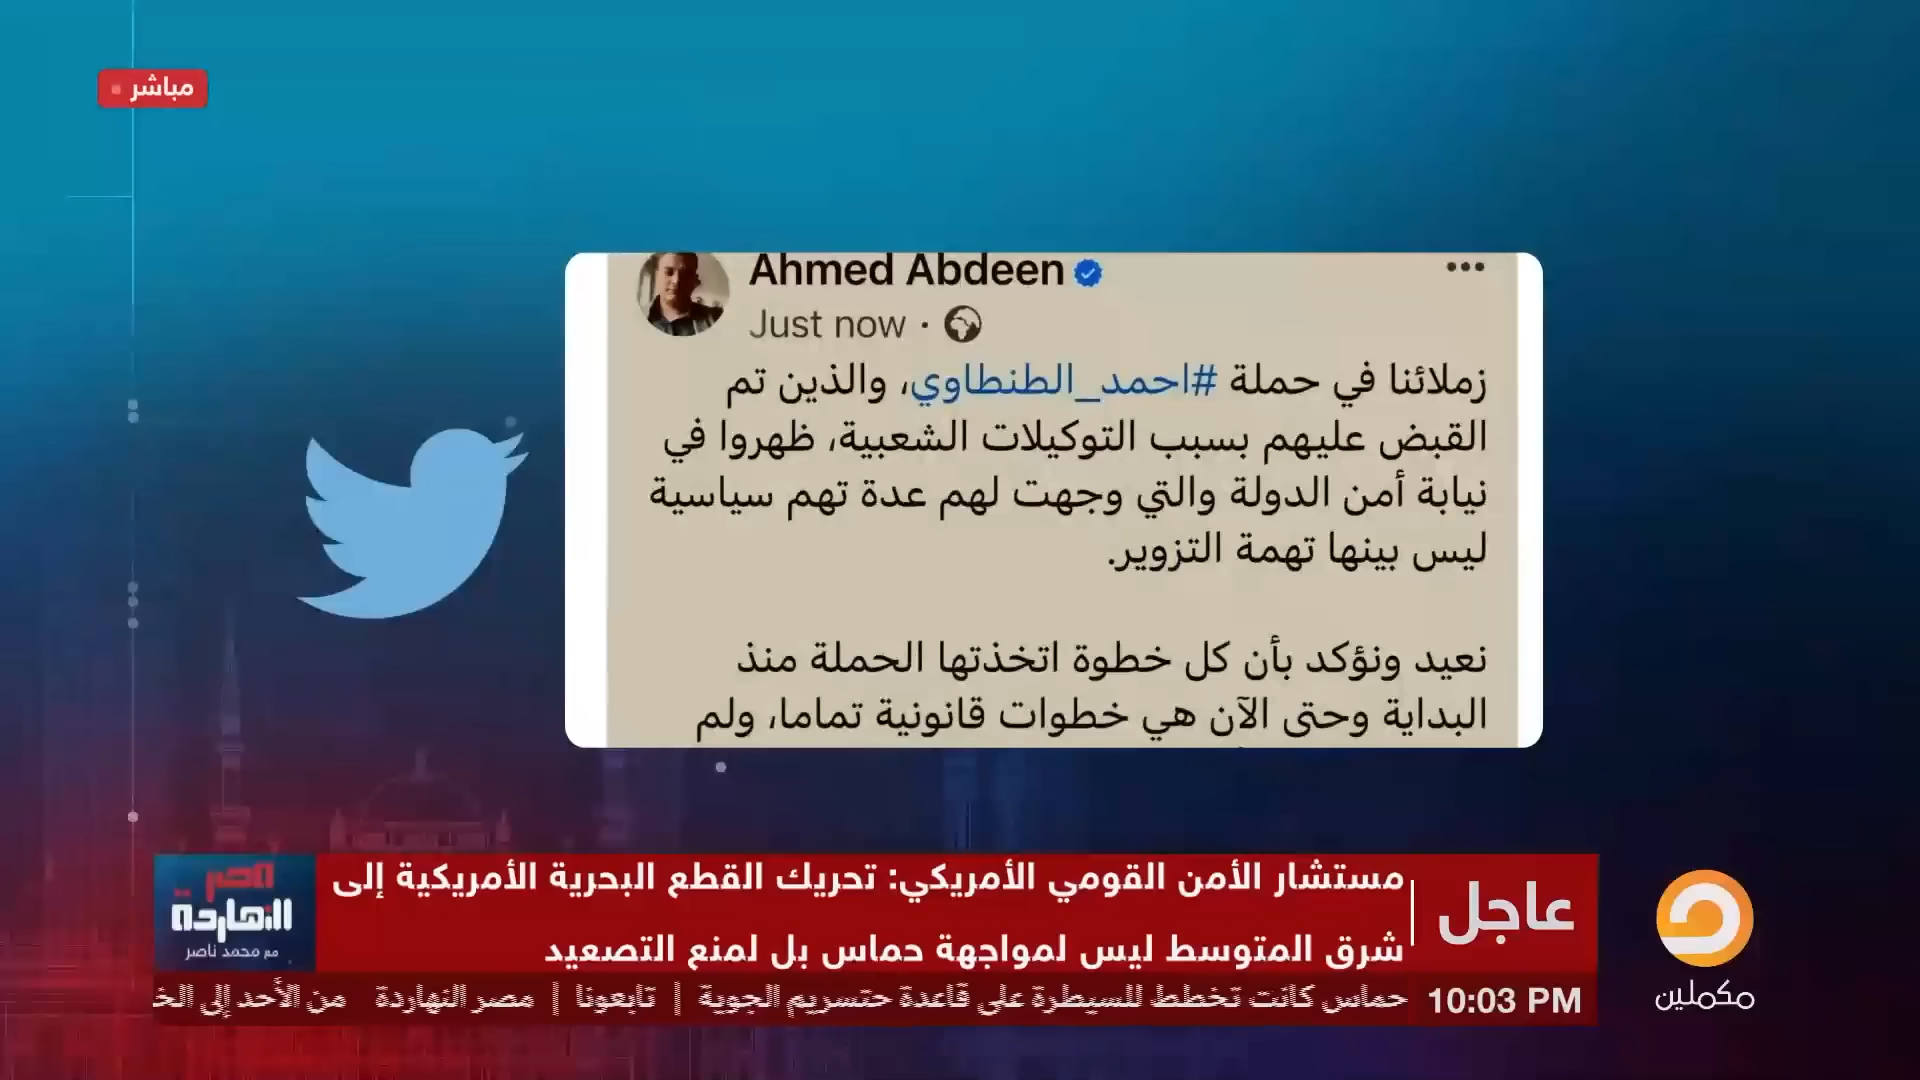 مباشر
Ahmed Abdeen
Just now ·
زملائنا في حملة #احمد_الطنطاوي، والذين تم
القبض عليهم بسبب التوكيلات الشعبية، ظهروا في
نيابة أمن الدولة والتي وجهت لهم عدة تهم سياسية
ليس بينها تهمة التزوير.
نعيد ونؤكد بأن كل خطوة اتخذتها الحملة منذ
البداية وحتى الآن هي خطوات قانونية تماما، ولم
عاجل
مستشار الأمن القومي الأمريكي: تحريك القطع البحرية الأمريكية إلى
شرق المتوسط ليس لمواجهة حماس بل لمنع التصعيد
مصر
النهاردة
مع محمد ناصر
10:03 PM
حماس كانت تخطط للسيطرة على قاعدة حتسريم الجوية | تابعونا | مصر النهاردة من الأحد إلى الخ
مكملين